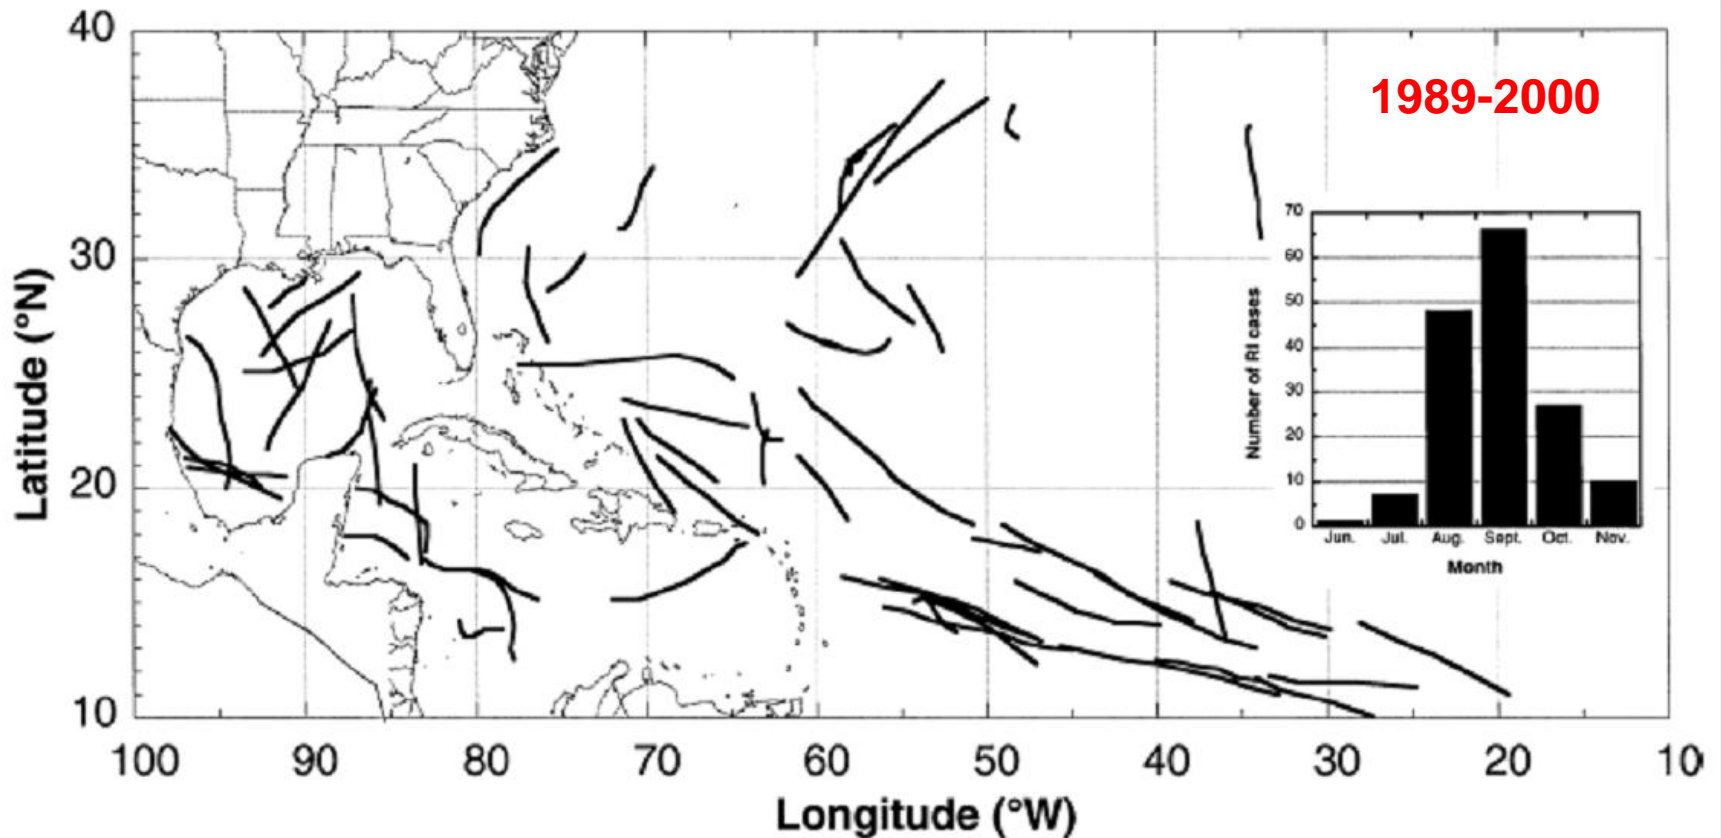 40
30
20
10
Latitude (°N)
1989-2000
70
60
50
40
30
20
10
0
Number of RI cases
Jun. Jul. Aug. Sept. Oct. Nov.
Month
100 90 80 70 60 50 40 30 20 10
Longitude (°W)